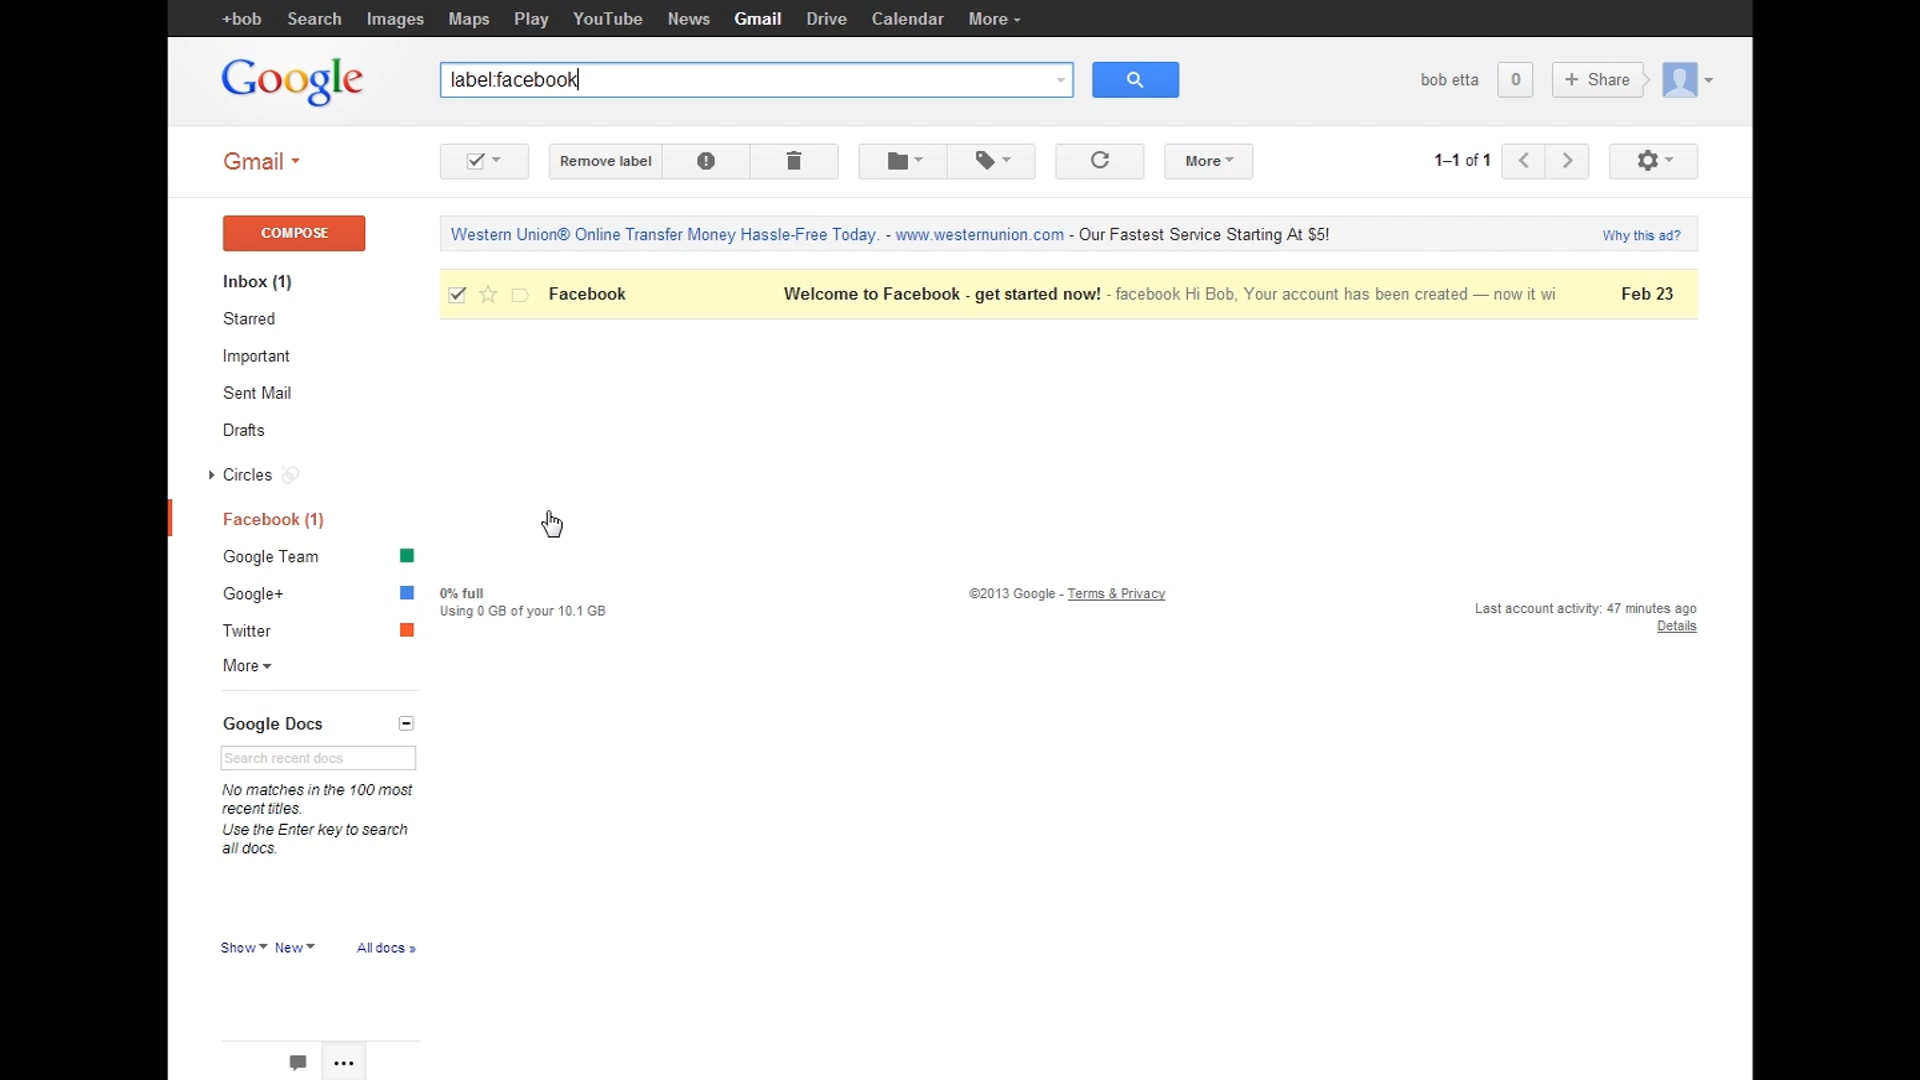 +bob Search Images Maps Play YouTube News Gmail Drive Calendar More
Google
label:facebook
bob etta 0 + Share
Gmail
Remove label
More
1–1 of 1
COMPOSE
Western Union® Online Transfer Money Hassle-Free Today. - www.westernunion.com - Our Fastest Service Starting At $5!
Why this ad?
Facebook Welcome to Facebook - get started now! - facebook Hi Bob, Your account has been created — now it wi Feb 23
Inbox (1)
Starred
Important
Sent Mail
Drafts
Circles
Facebook (1)
Google Team
Google+
Twitter
More
0% full
Using 0 GB of your 10.1 GB
©2013 Google - Terms & Privacy
Last account activity: 47 minutes ago
Details
Google Docs
Search recent docs
No matches in the 100 most
recent titles.
Use the Enter key to search
all docs.
Show New All docs »